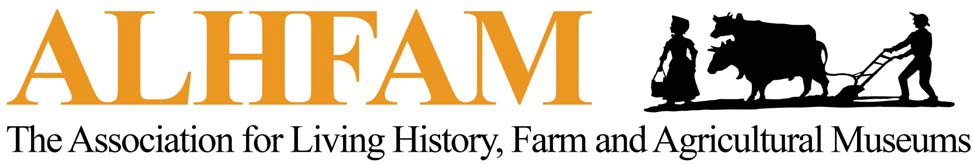 ALHFAM
The Association for Living History, Farm and Agricultural Museums